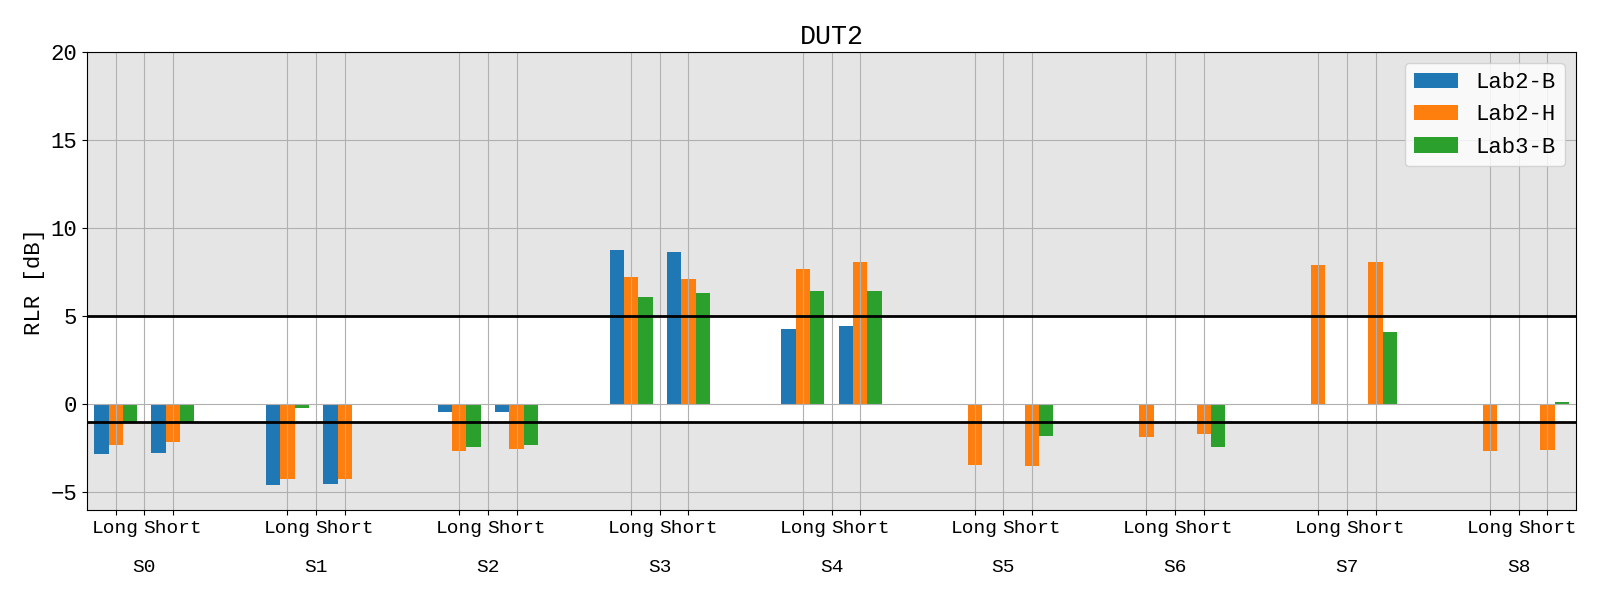 DUT2
20
15
10
5
0
−5
RLR [dB]
Lab2-B
Lab2-H
Lab3-B
Long Short Long Short Long Short Long Short Long Short Long Short Long Short Long Short Long Short
S0 S1 S2 S3 S4 S5 S6 S7 S8